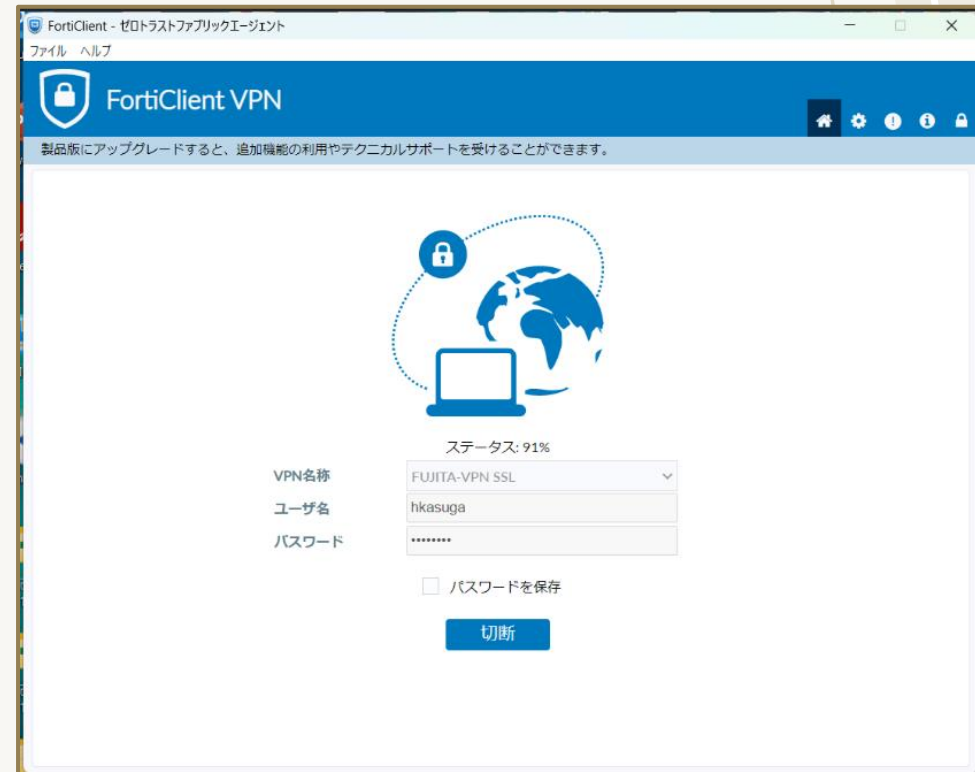 FortiClient - ゼロトラストファブリックエージェント
ファイル ヘルプ
FortiClient VPN
製品版にアップグレードすると、追加機能の利用やテクニカルサポートを受けることができます。
ステータス: 91%
VPN名称 FUJITA-VPN SSL
ユーザ名 hkasuga
パスワード ••••••••
パスワードを保存
切断